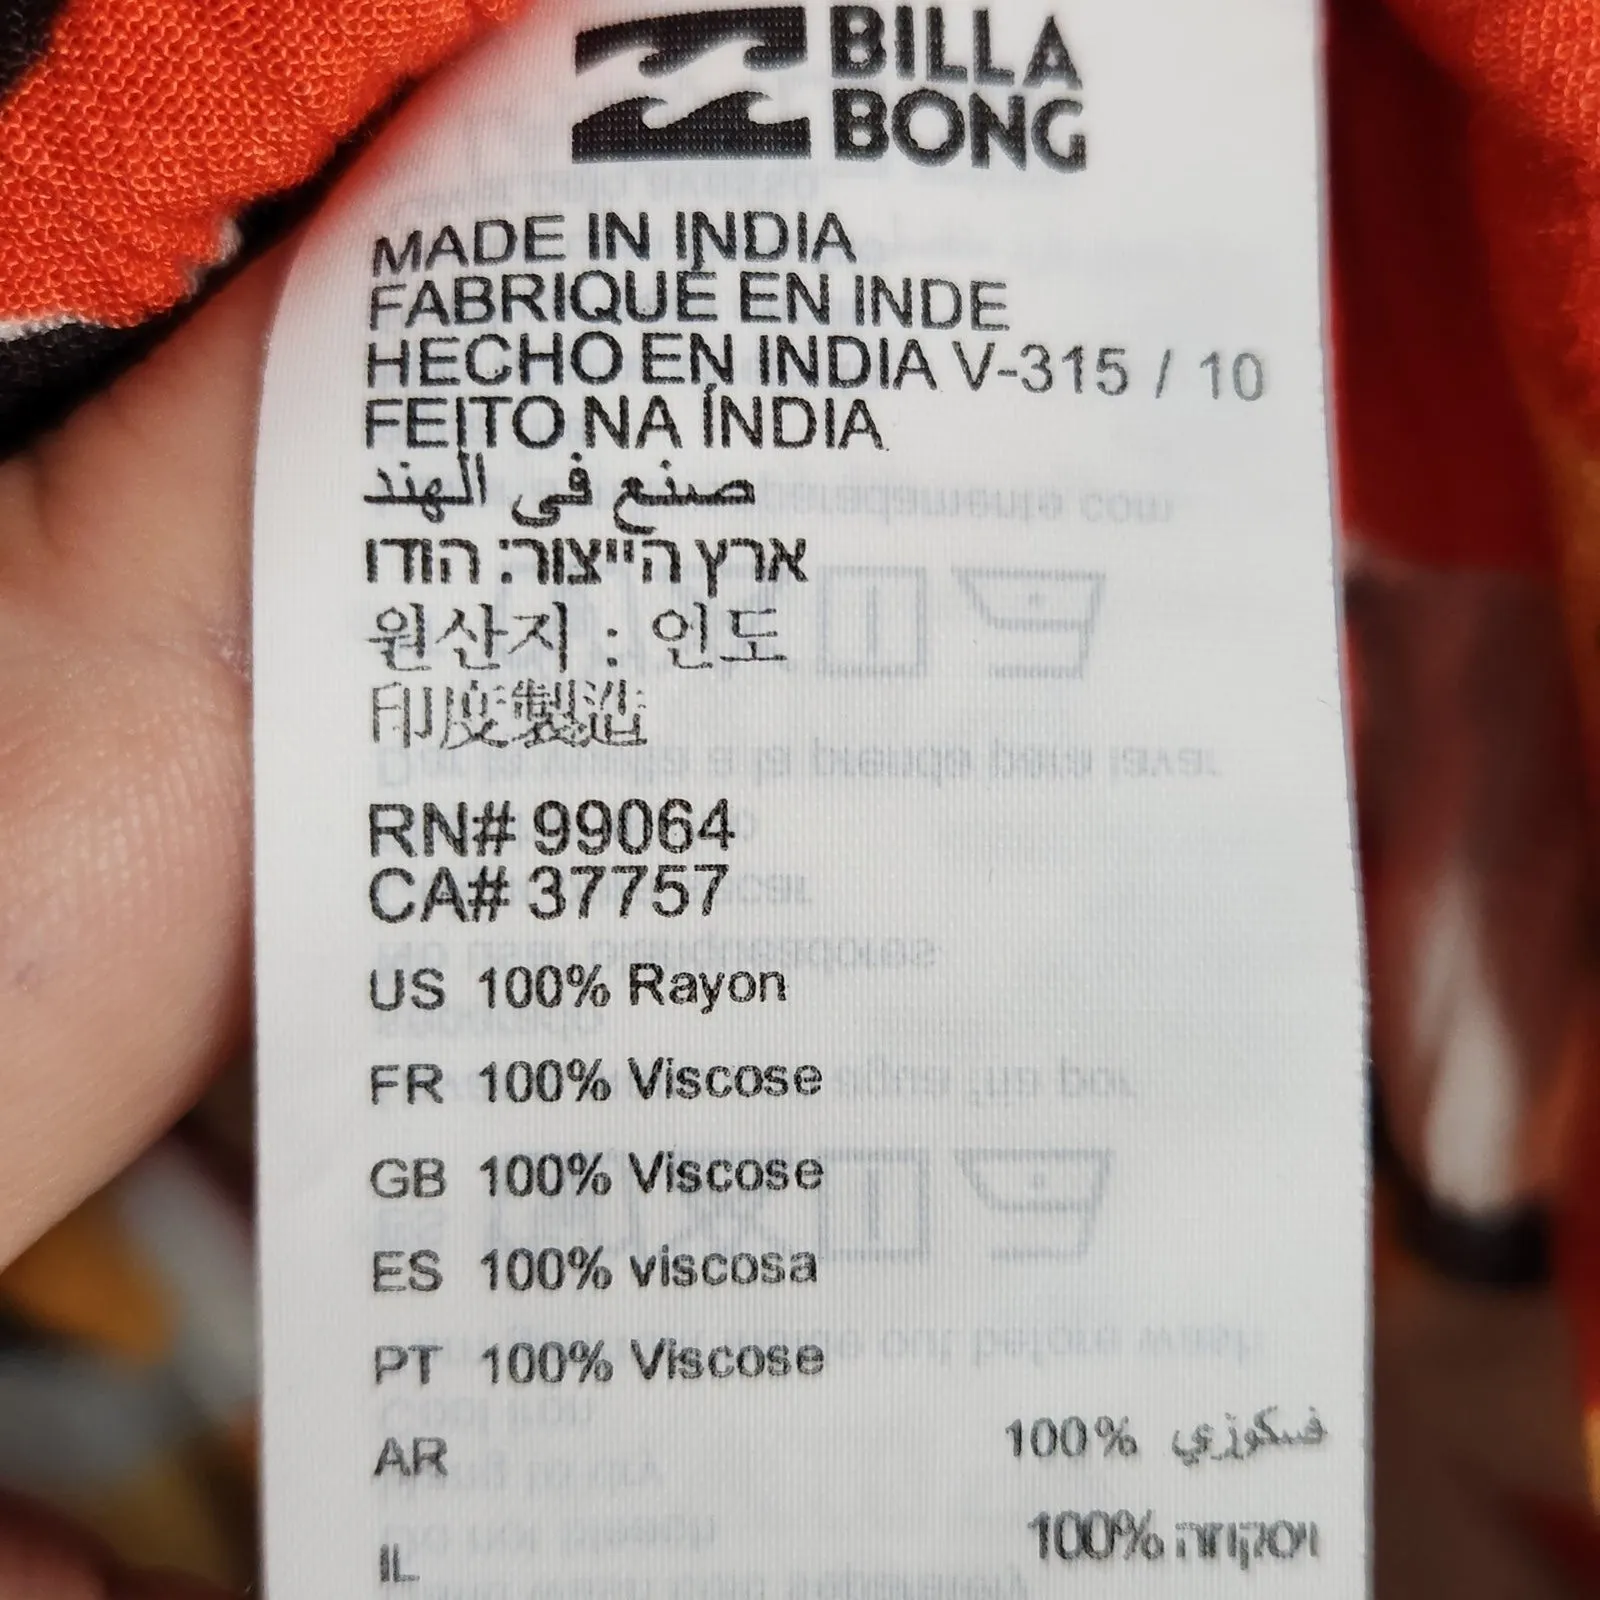 BILLA
BONG
MADE IN INDIA
FABRIQUÉ EN INDE
HECHO EN INDIA V-315 / 10
FEITO NA ÍNDIA
صنع في الهند
ארץ הייצור: הודו
원산지 : 인도
印度製造
RN# 99064
CA# 37757
US 100% Rayon
FR 100% Viscose
GB 100% Viscose
ES 100% viscosa
PT 100% Viscose
AR 100% فسكوزي
IL 100% ויסקוזה